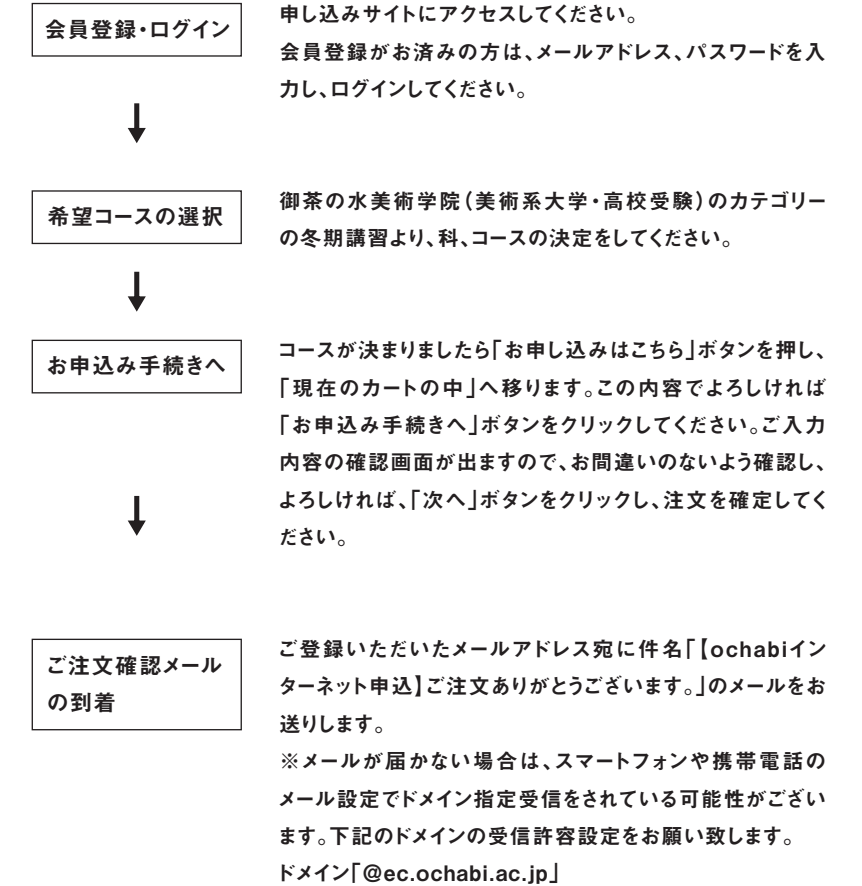 会員登録・ログイン
申し込みサイトにアクセスしてください。
会員登録がお済みの方は、メールアドレス、パスワードを入
力し、ログインしてください。
希望コースの選択
御茶の水美術学院（美術系大学・高校受験）のカテゴリー
の冬期講習より、科、コースの決定をしてください。
お申込み手続きへ
コースが決まりましたら「お申し込みはこちら」ボタンを押し、
「現在のカートの中」へ移ります。この内容でよろしければ
「お申込み手続きへ」ボタンをクリックしてください。ご入力
内容の確認画面が出ますので、お間違いのないよう確認し、
よろしければ、「次へ」ボタンをクリックし、注文を確定してく
ださい。
ご注文確認メール
の到着
ご登録いただいたメールアドレス宛に件名「【ochabiイン
ターネット申込】ご注文ありがとうございます。」のメールをお
送りします。
※メールが届かない場合は、スマートフォンや携帯電話の
メール設定でドメイン指定受信をされている可能性がござい
ます。下記のドメインの受信許容設定をお願い致します。
ドメイン「@ec.ochabi.ac.jp」